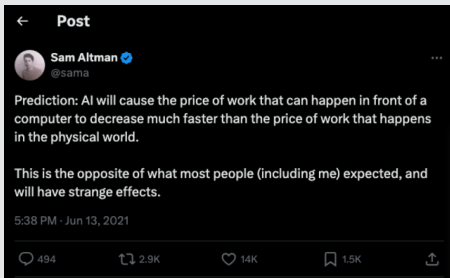 Post
Sam Altman
@sama
Prediction: AI will cause the price of work that can happen in front of a
computer to decrease much faster than the price of work that happens
in the physical world.
This is the opposite of what most people (including me) expected, and
will have strange effects.
5:38 PM · Jun 13, 2021
494 2.9K 14K 1.5K